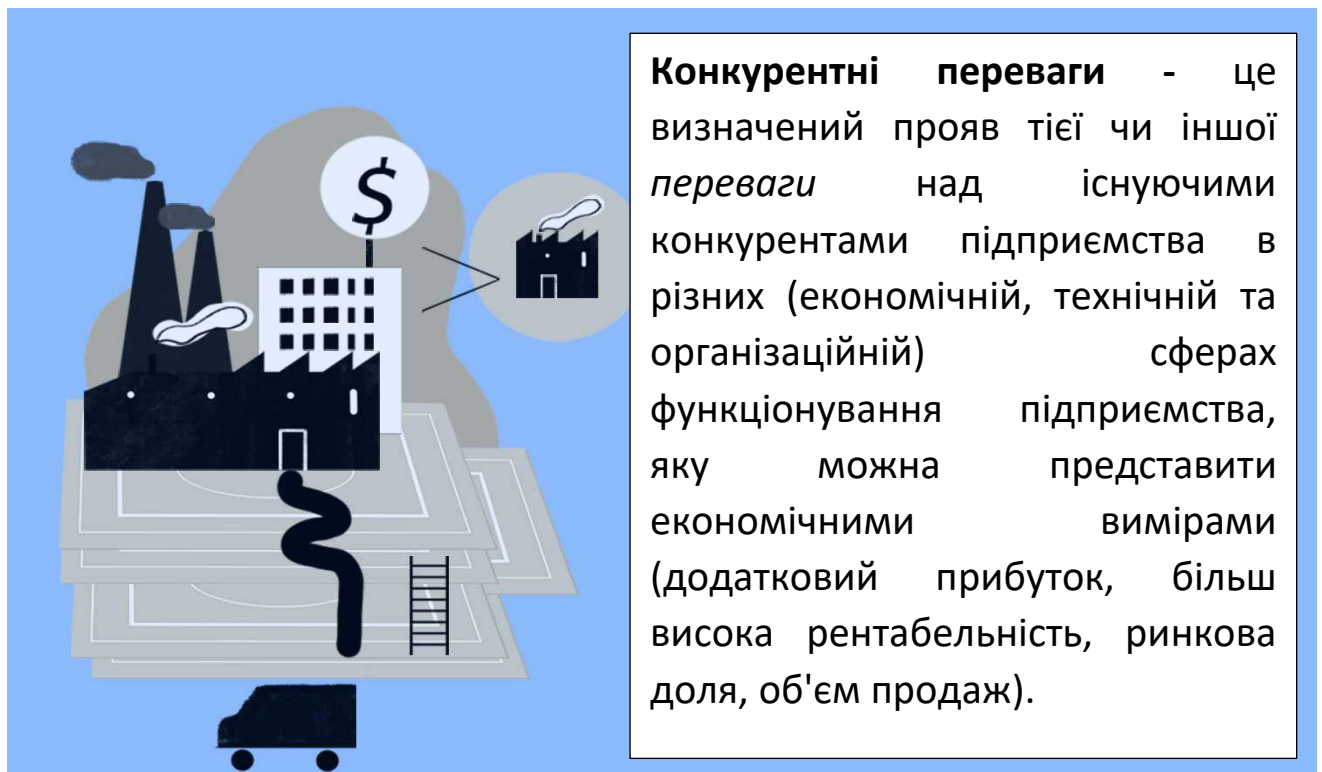 $
Конкурентні переваги - це
визначений прояв тієї чи іншої
переваги над існуючими
конкурентами підприємства в
різних (економічній, технічній та
організаційній) сферах
функціонування підприємства,
яку можна представити
економічними вимірами
(додатковий прибуток, більш
висока рентабельність, ринкова
доля, об'єм продаж).